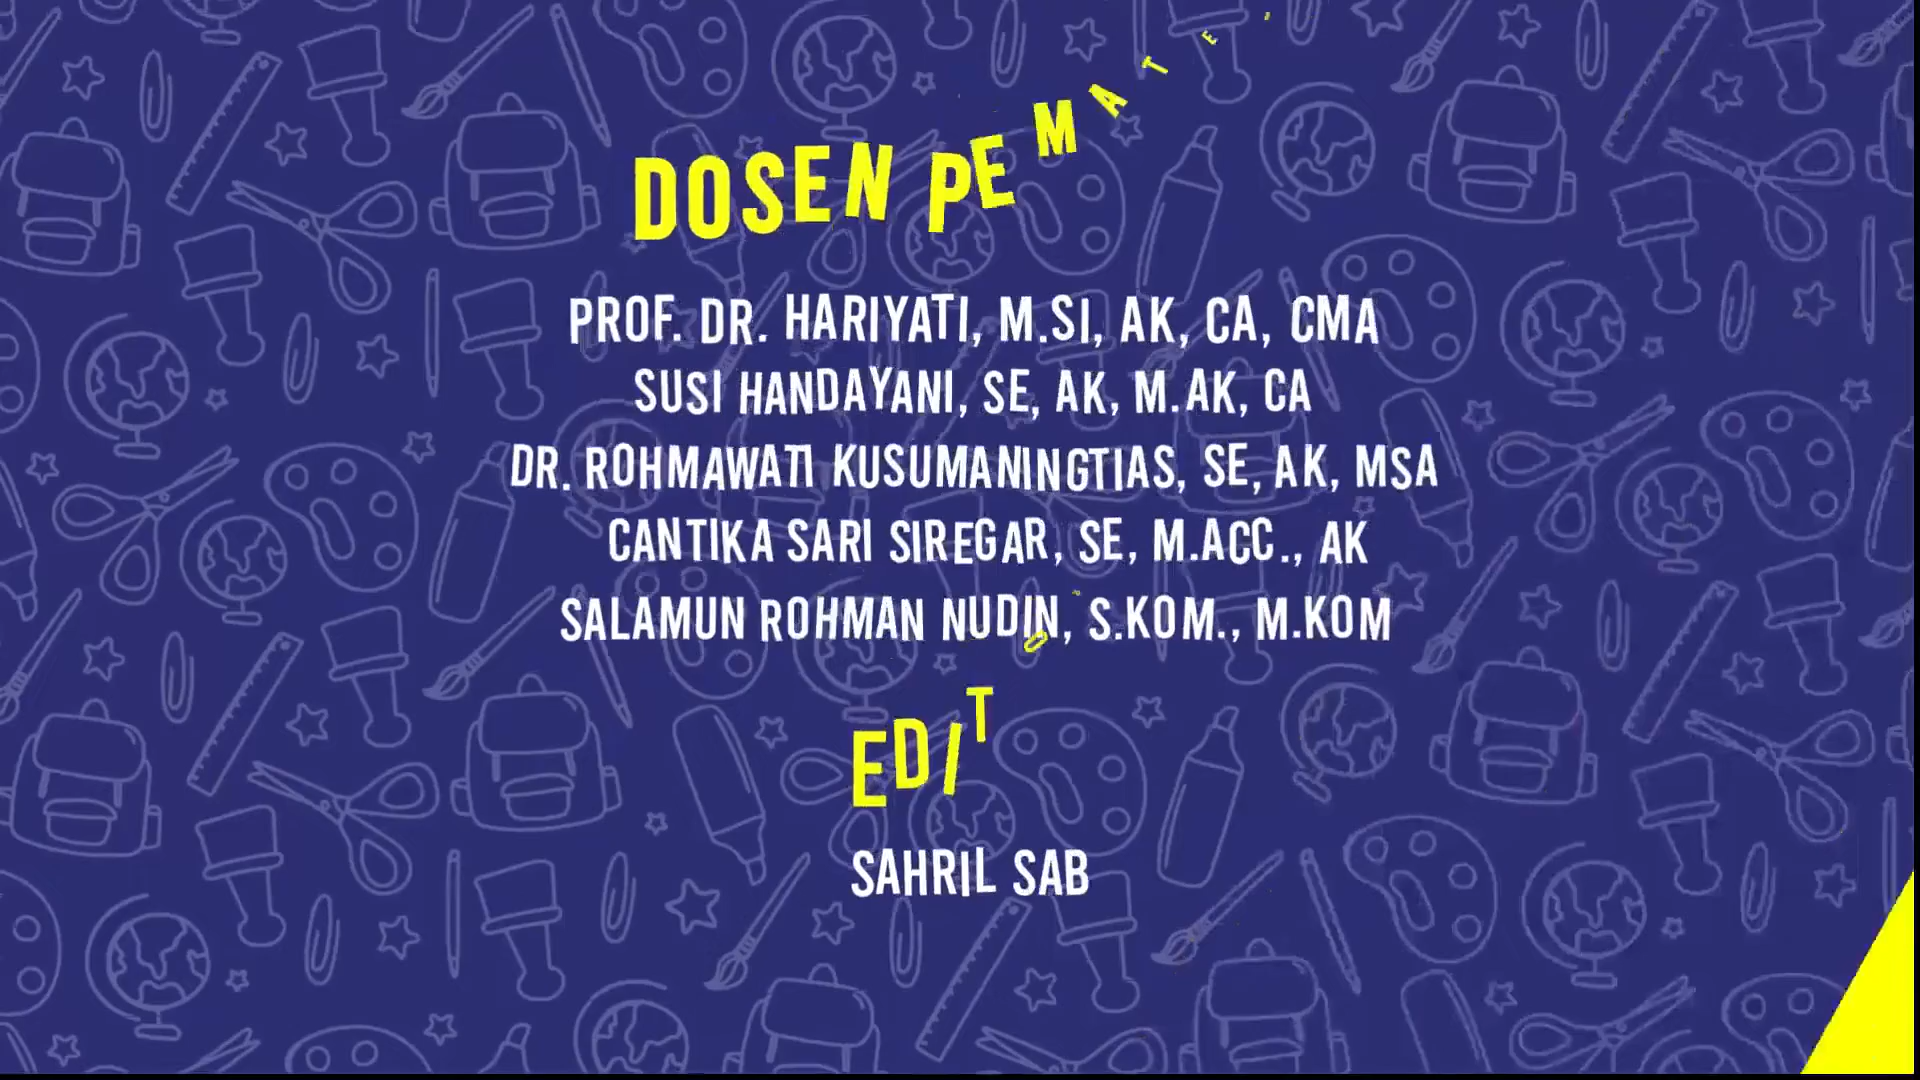 DOSEN PEMATE
PROF. DR. HARIYATI, M.SI, AK, CA, CMA
SUSI HANDAYANI, SE, AK, M.AK, CA
DR. ROHMAWATI KUSUMANINGTIAS, SE, AK, MSA
CANTIKA SARI SIREGAR, SE, M.ACC., AK
SALAMUN ROHMAN NUDIN, S.KOM., M.KOM
EDITO
SAHRIL SAB